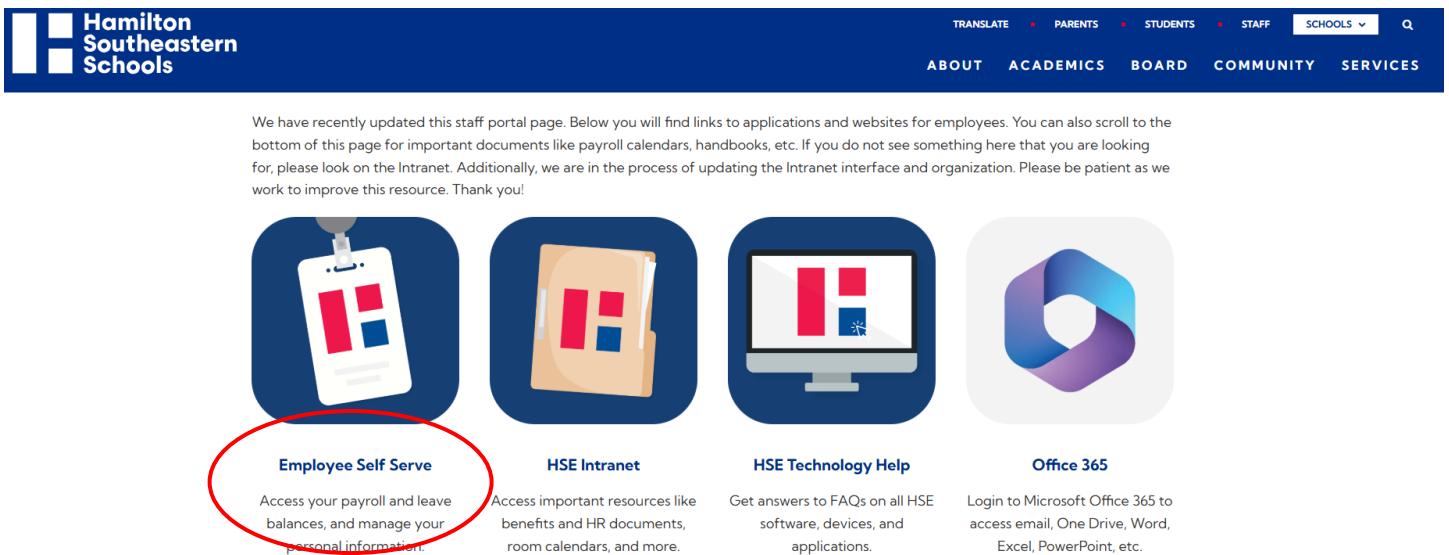 Hamilton
Southeastern
Schools
TRANSLATE PARENTS STUDENTS STAFF SCHOOLS
ABOUT ACADEMICS BOARD COMMUNITY SERVICES
We have recently updated this staff portal page. Below you will find links to applications and websites for employees. You can also scroll to the
bottom of this page for important documents like payroll calendars, handbooks, etc. If you do not see something here that you are looking
for, please look on the Intranet. Additionally, we are in the process of updating the Intranet interface and organization. Please be patient as we
work to improve this resource. Thank you!
Employee Self Serve
Access your payroll and leave
balances, and manage your
personal information.
HSE Intranet
Access important resources like
benefits and HR documents,
room calendars, and more.
HSE Technology Help
Get answers to FAQs on all HSE
software, devices, and
applications.
Office 365
Login to Microsoft Office 365 to
access email, One Drive, Word,
Excel, PowerPoint, etc.